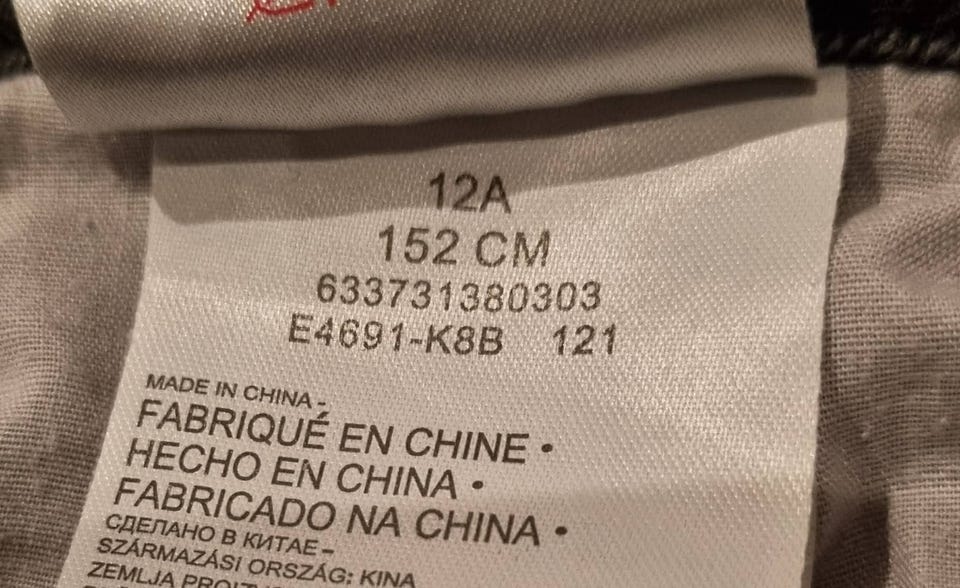 12A
152 CM
633731380303
E4691-K8B 121
MADE IN CHINA -
FABRIQUÉ EN CHINE •
HECHO EN CHINA •
FABRICADO NA CHINA •
СДЕЛАНО В КИТАЕ –
SZÁRMAZÁSI ORSZÁG: KINA
ZEMLJA